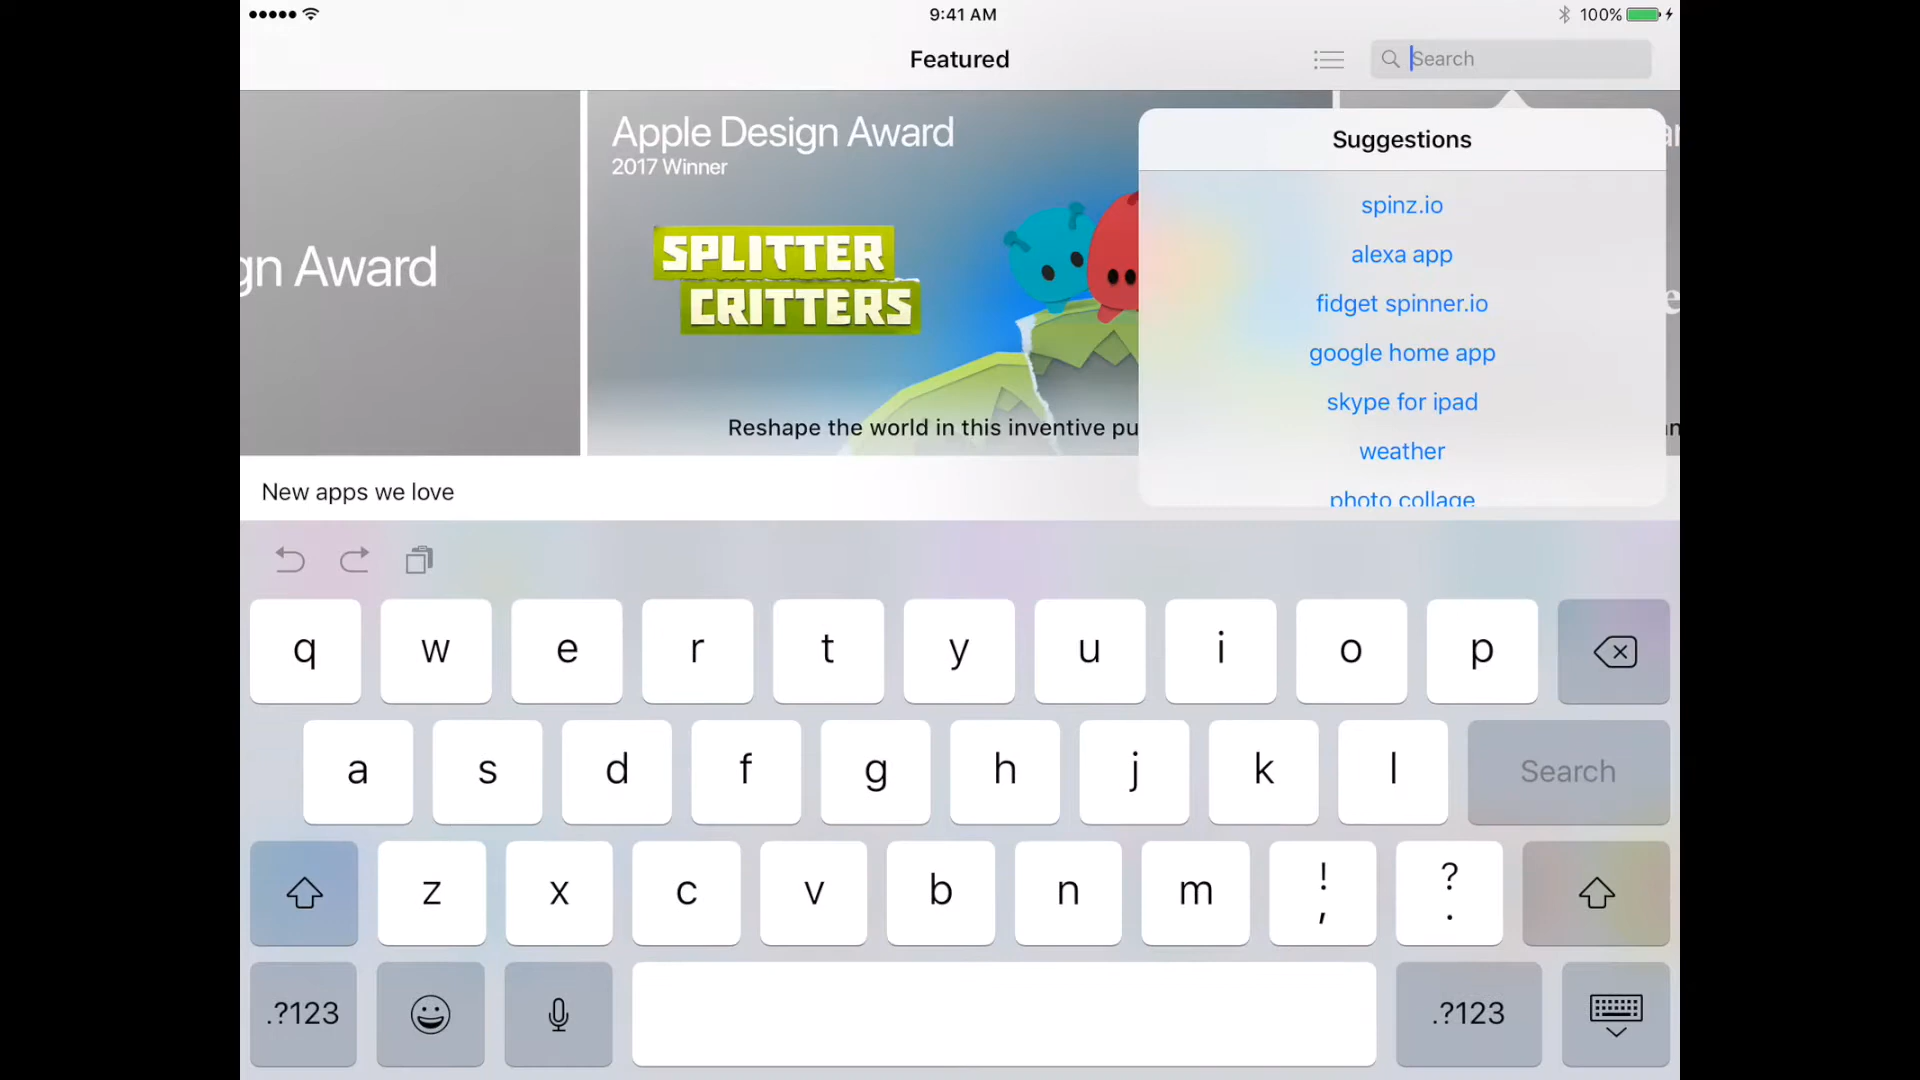 9:41 AM
100%
Featured
Search
gn Award
Apple Design Award
2017 Winner
SPLITTER
CRITTERS
Reshape the world in this inventive pu
Suggestions
spinz.io
alexa app
fidget spinner.io
google home app
skype for ipad
weather
photo collage
New apps we love
q w e r t y u i o p
a s d f g h j k l Search
z x c v b n m ! , ? .
.?123 .?123